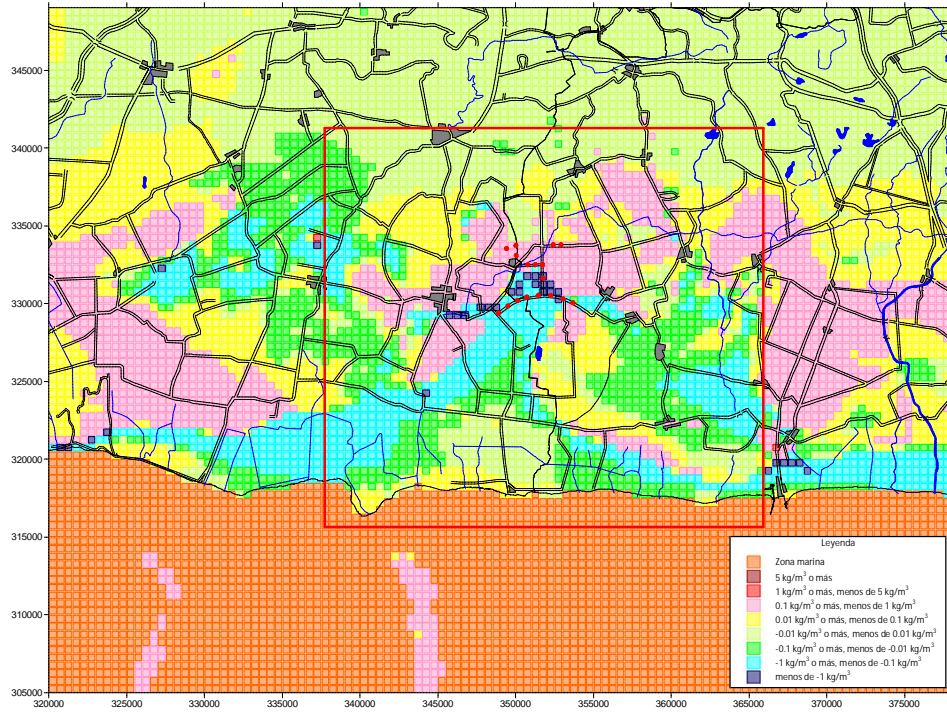 345000
340000
335000
330000
325000
320000
315000
310000
305000
320000 325000 330000 335000 340000 345000 350000 355000 360000 365000 370000 375000
Leyenda
Zona marina
5 kg/m³ o más
1 kg/m³ o más, menos de 5 kg/m³
0.1 kg/m³ o más, menos de 1 kg/m³
0.01 kg/m³ o más, menos de 0.1 kg/m³
-0.01 kg/m³ o más, menos de 0.01 kg/m³
-0.1 kg/m³ o más, menos de -0.01 kg/m³
-1 kg/m³ o más, menos de -0.1 kg/m³
menos de -1 kg/m³